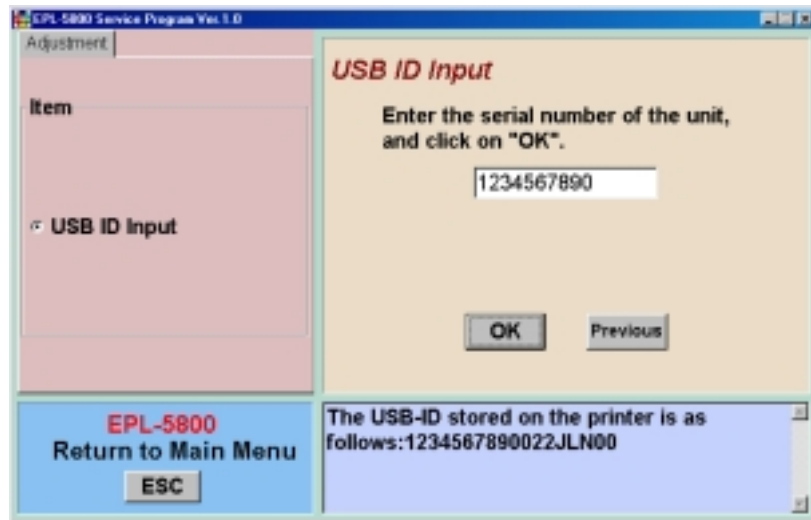 EPL-5800 Service Program Ver.1.0
Adjustment
Item
USB ID Input
USB ID Input
Enter the serial number of the unit,
and click on "OK".
1234567890
OK
Previous
EPL-5800
Return to Main Menu
ESC
The USB-ID stored on the printer is as
follows:1234567890022JLN00